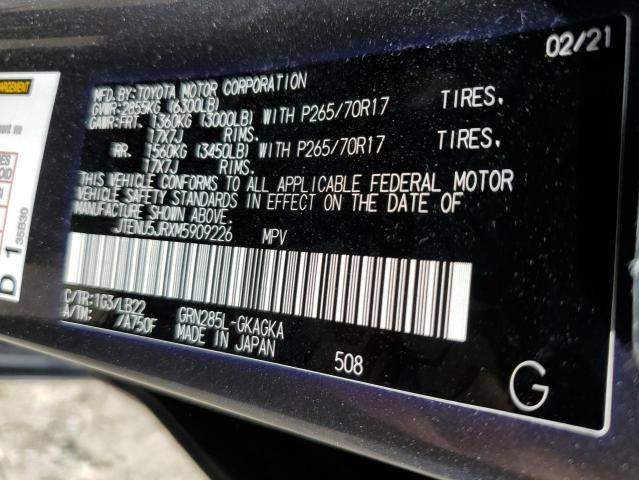 02/21
MFD.BY:TOYOTA MOTOR CORPORATION
GVWR:2855KG (6300LB)
GAWR:FRT. 1360KG (3000LB) WITH P265/70R17 TIRES,
17X7J RIMS.
RR. 1560KG (3450LB) WITH P265/70R17 TIRES,
17X7J RIMS.
THIS VEHICLE CONFORMS TO ALL APPLICABLE FEDERAL MOTOR
VEHICLE SAFETY STANDARDS IN EFFECT ON THE DATE OF
MANUFACTURE SHOWN ABOVE.
JTENU5JRXM5909226 MPV
C/TR:1G3/LB22 GRN285L-GKAGKA
A/TM: /A750F MADE IN JAPAN
508
G
D 1
35B30